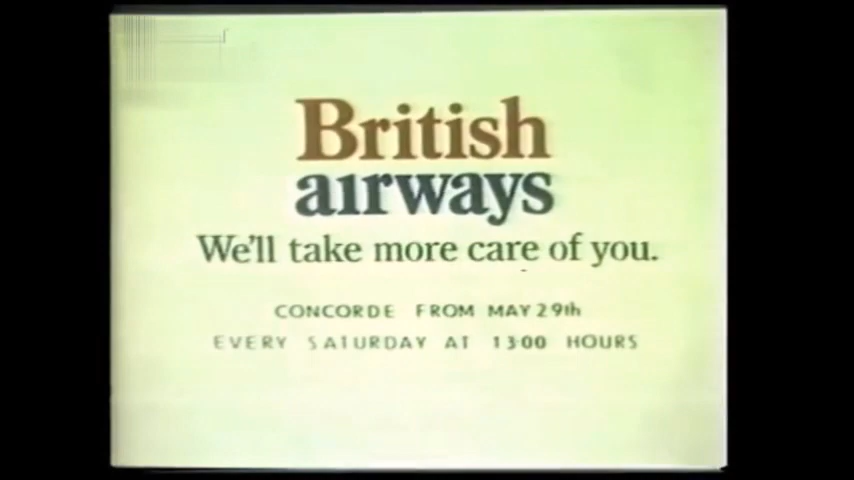 British
airways
We'll take more care of you.
CONCORDE FROM MAY 29th
EVERY SATURDAY AT 1300 HOURS